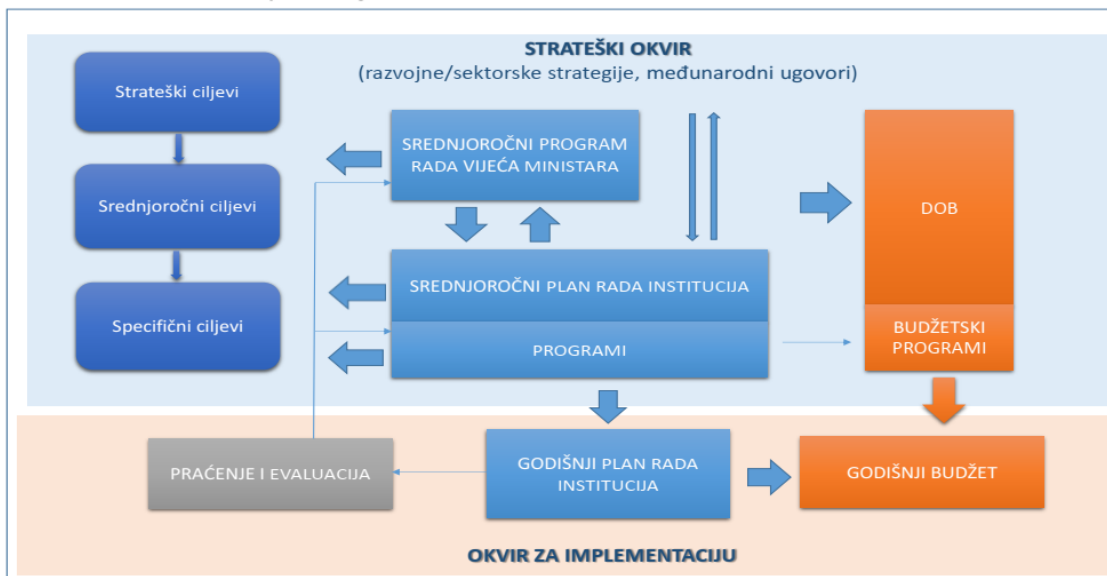 STRATEŠKI OKVIR
(razvojne/sektorske strategije, međunarodni ugovori)
Strateški ciljevi
Srednjoročni ciljevi
Specifični ciljevi
SREDNJOROČNI PROGRAM
RADA VIJEĆA MINISTARA
SREDNJOROČNI PLAN RADA INSTITUCIJA
PROGRAMI
DOB
BUDŽETSKI
PROGRAMI
PRAĆENJE I EVALUACIJA
GODIŠNJI PLAN RADA
INSTITUCIJA
GODIŠNJI BUDŽET
OKVIR ZA IMPLEMENTACIJU